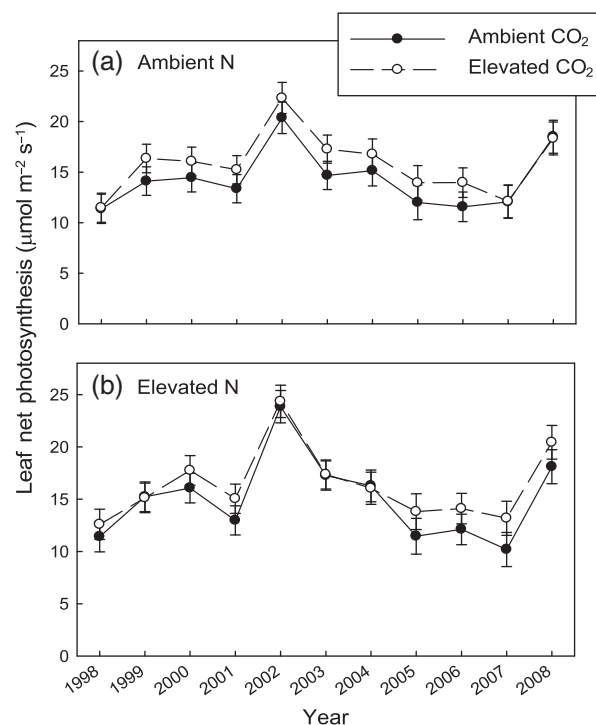 Ambient CO₂
Elevated CO₂
(a) Ambient N
25
20
15
10
5
0
(b) Elevated N
25
20
15
10
5
0
Leaf net photosynthesis (μmol m⁻² s⁻¹)
1998 1999 2000 2001 2002 2003 2004 2005 2006 2007 2008
Year